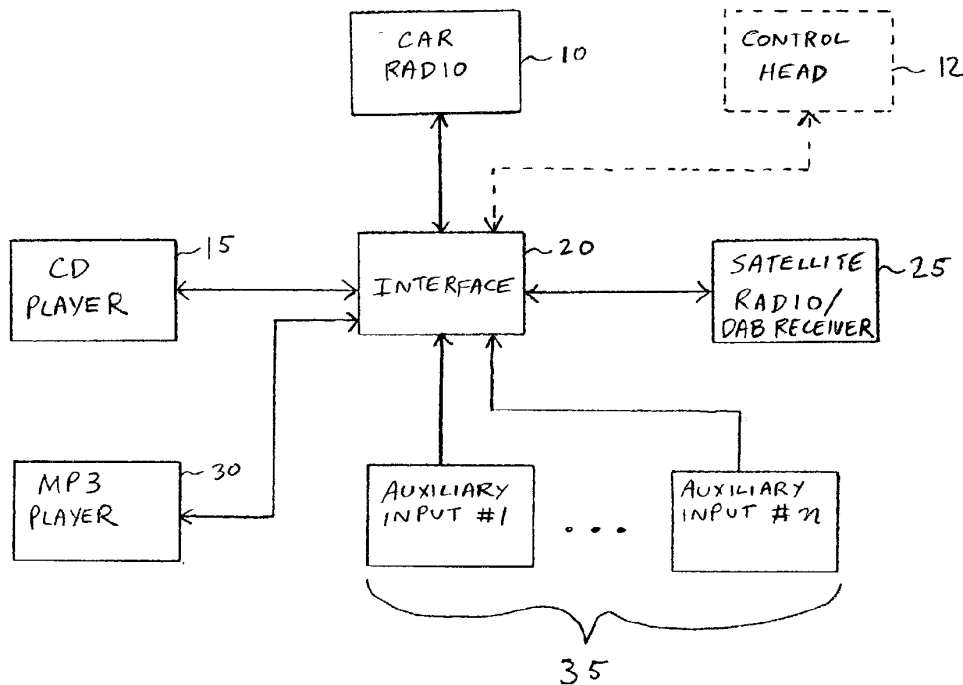 CAR
RADIO
10
CONTROL
HEAD
12
CD
PLAYER
15
INTERFACE
20
SATELLITE
RADIO/
DAB RECEIVER
25
MP3
PLAYER
30
AUXILIARY
INPUT #1
...
AUXILIARY
INPUT #n
35